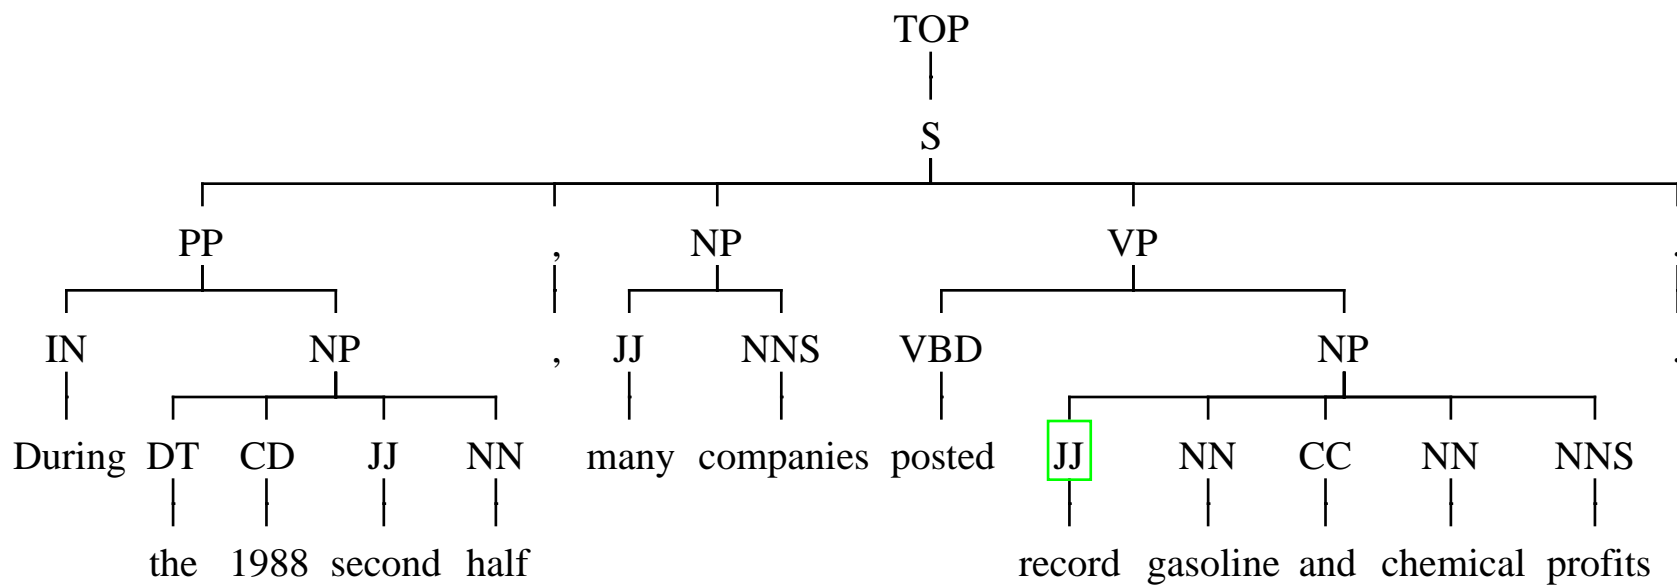 TOP
S
PP , NP VP .
IN NP , JJ NNS VBD NP .
During DT CD JJ NN many companies posted JJ NN CC NN NNS
the 1988 second half record gasoline and chemical profits